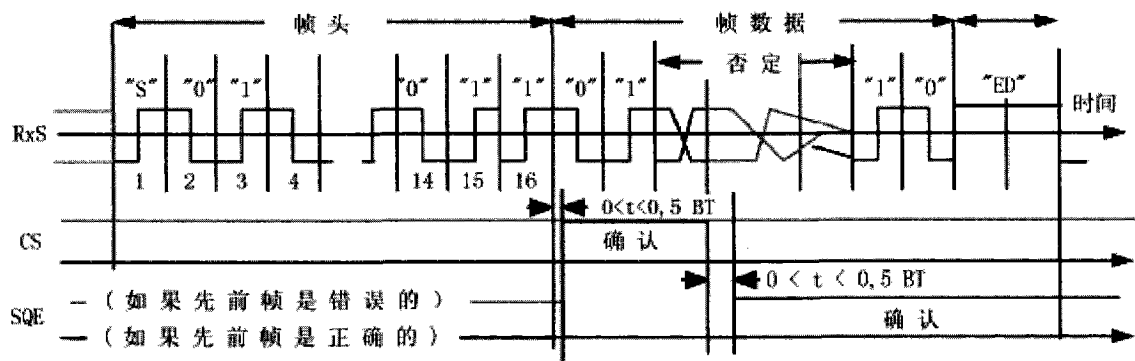 帧 头
帧 数 据
否 定
"S" "0" "1" "0" "1" "1" "0" "1" "1" "0" "ED" 时间
RxS
1 2 3 4 14 15 16
0<t<0,5 BT
CS
确 认
0 < t < 0,5 BT
— ( 如 果 先 前 帧 是 错 误 的 )
SQE
确 认
— ( 如 果 先 前 帧 是 正 确 的 )